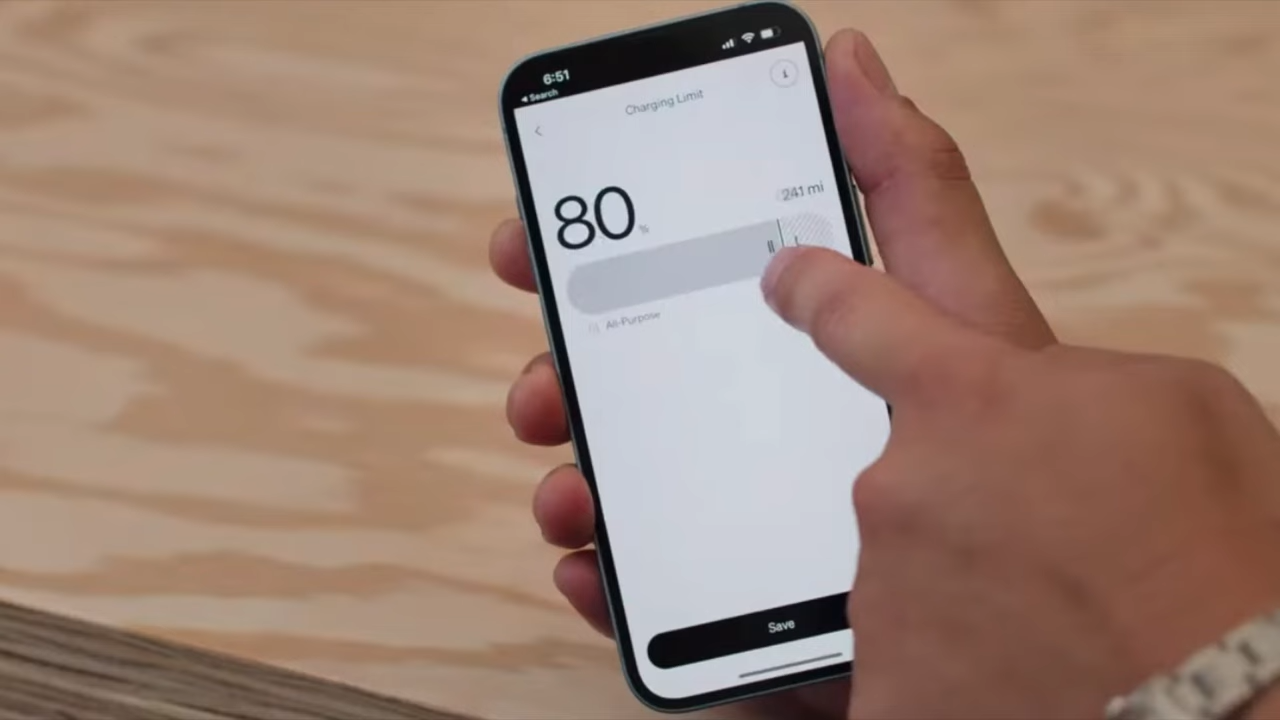 6:51
◀ Search
Charging Limit
i
80%
241 mi
All-Purpose
Save